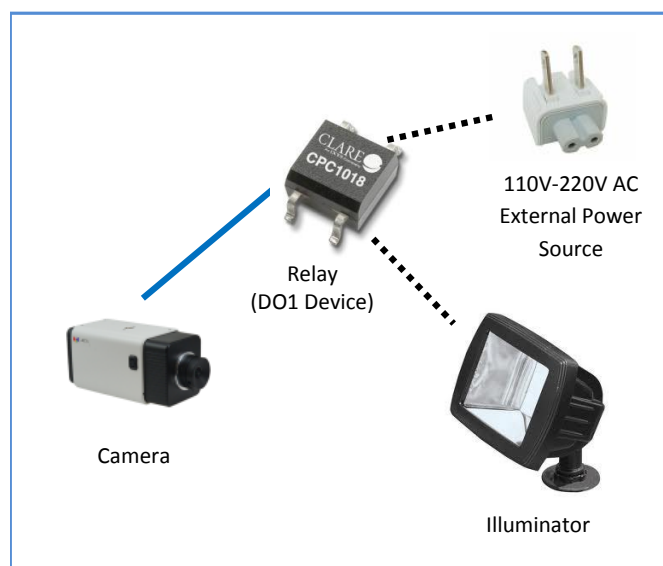 CLARE
CPC1018
110V-220V AC
External Power
Source
Relay
(DO1 Device)
Camera
Illuminator